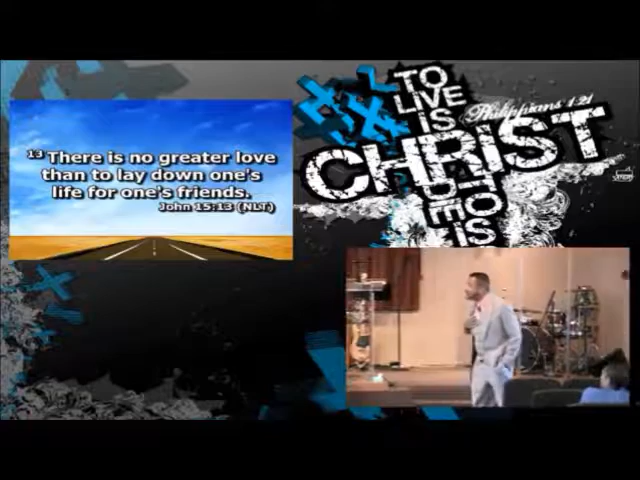 13 There is no greater love
than to lay down one's
life for one's friends.
John 15:13 (NLT)
TO
LIVE IS
CHRIST
Philippians 1:21
TO DIE IS